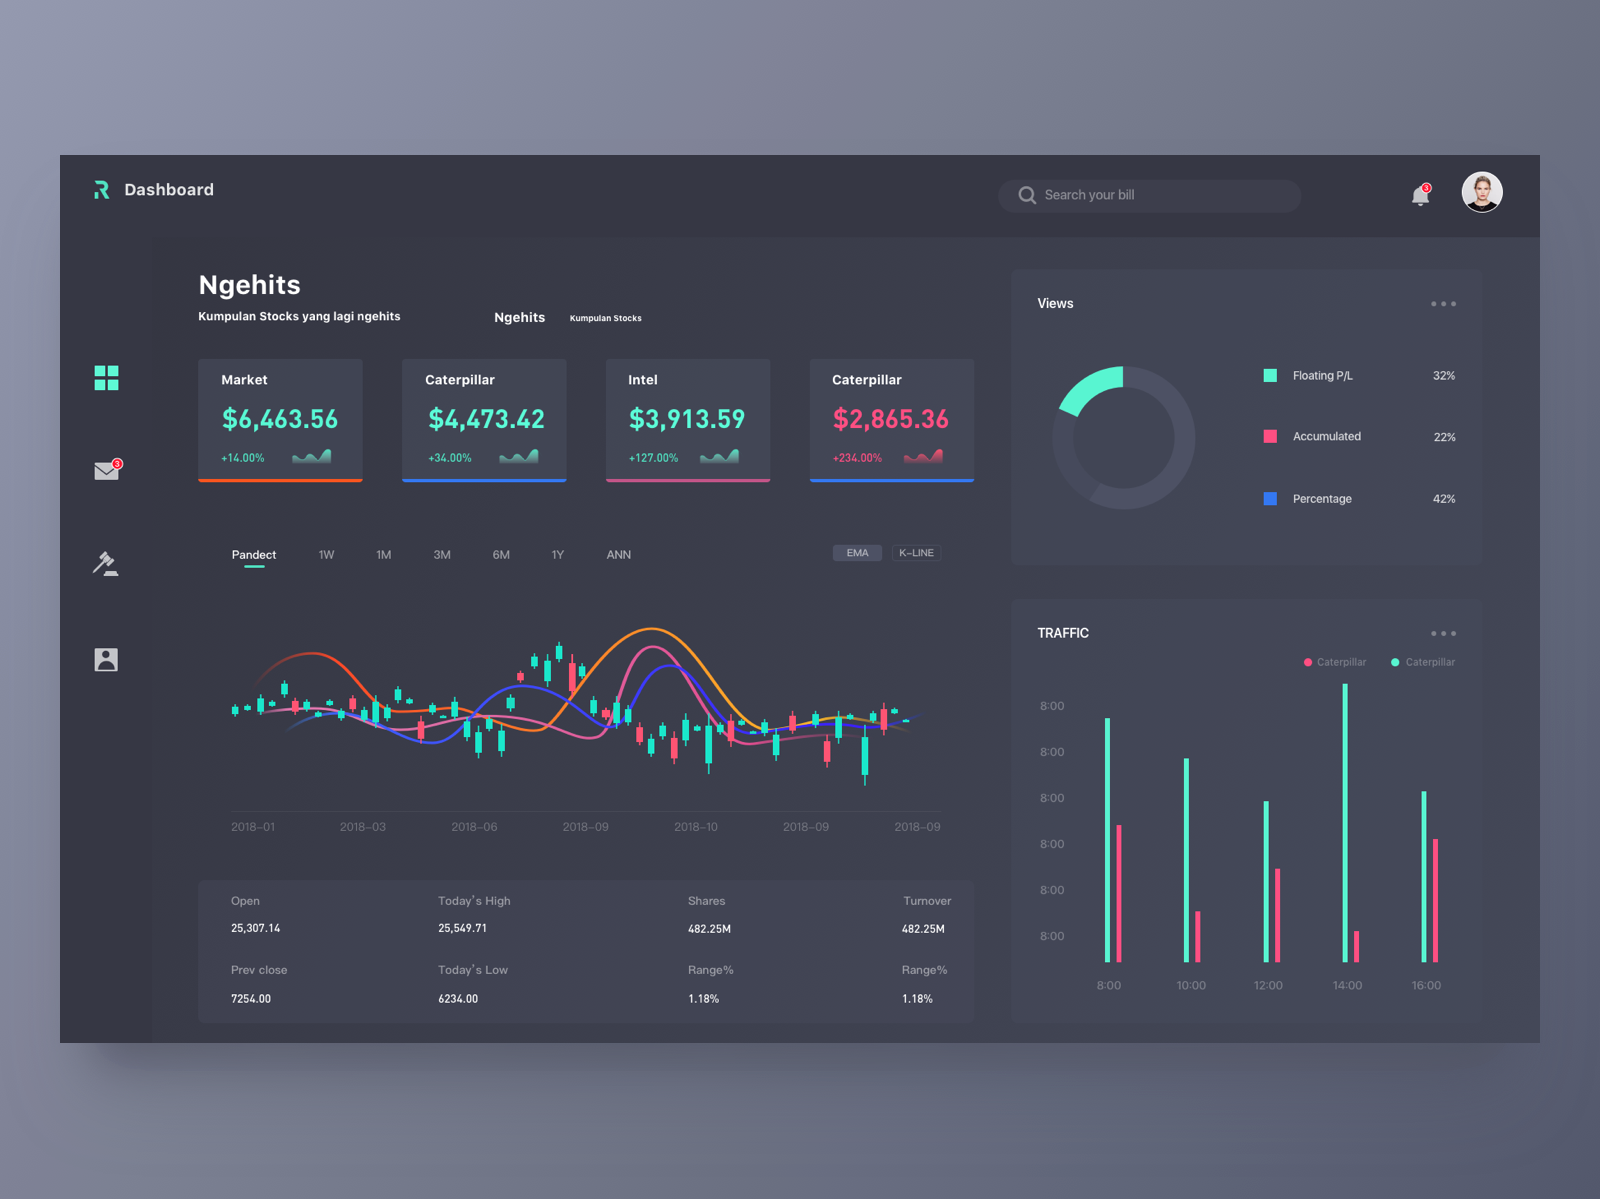 Dashboard
Search your bill
3
Ngehits
Kumpulan Stocks yang lagi ngehits
Ngehits
Kumpulan Stocks
Market
$6,463.56
+14.00%
Caterpillar
$4,473.42
+34.00%
Intel
$3,913.59
+127.00%
Caterpillar
$2,865.36
+234.00%
3
Pandect 1W 1M 3M 6M 1Y ANN
EMA K-LINE
2018-01 2018-03 2018-06 2018-09 2018-10 2018-09 2018-09
Open Today's High Shares Turnover
25,307.14 25,549.71 482.25M 482.25M
Prev close Today's Low Range% Range%
7254.00 6234.00 1.18% 1.18%
Views
Floating P/L 32%
Accumulated 22%
Percentage 42%
TRAFFIC
Caterpillar Caterpillar
8:00
8:00
8:00
8:00
8:00
8:00
8:00 10:00 12:00 14:00 16:00